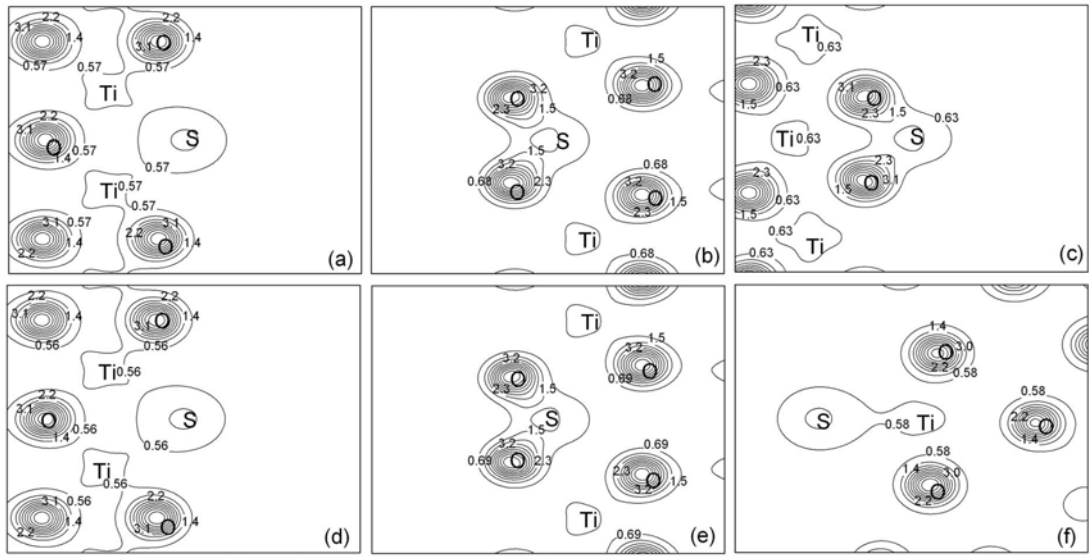 2.2 2.2
1.4 1.4
3.1 3.1
0.57 0.57 0.57
Ti
2.2
3.1 S
1.4 0.57 0.57
Ti 0.57
0.57
3.1 0.57 3.1
1.4 2.2 1.4
2.2
(a)
Ti
1.5
3.2
3.2 0.68
2.3 1.5
S
1.5
3.2 0.68
0.68 2.3 3.2 1.5
2.3
Ti
(b)
Ti
0.63
2.3 3.1
0.63
1.5 2.3 1.5 0.63
Ti 0.63 S
2.3 2.3
0.63
1.5 1.5 3.1
0.63
Ti
0.63
(c)
2.2 2.2
3.1 1.4 3.1 1.4
0.56 0.56
Ti 0.56
2.2
3.1 S
1.4 0.56 0.56
Ti
0.56
3.1 0.56 2.2
1.4 1.4
2.2 3.1
(d)
Ti
1.5
3.2 3.2
2.3 1.5 0.69
S
1.5
3.2 0.69
0.69 2.3 2.3 1.5
3.2
Ti
0.69
(e)
1.4
3.0
2.2
0.58 0.58
S Ti 2.2
0.58 1.4
0.58
1.4 3.0
2.2
(f)